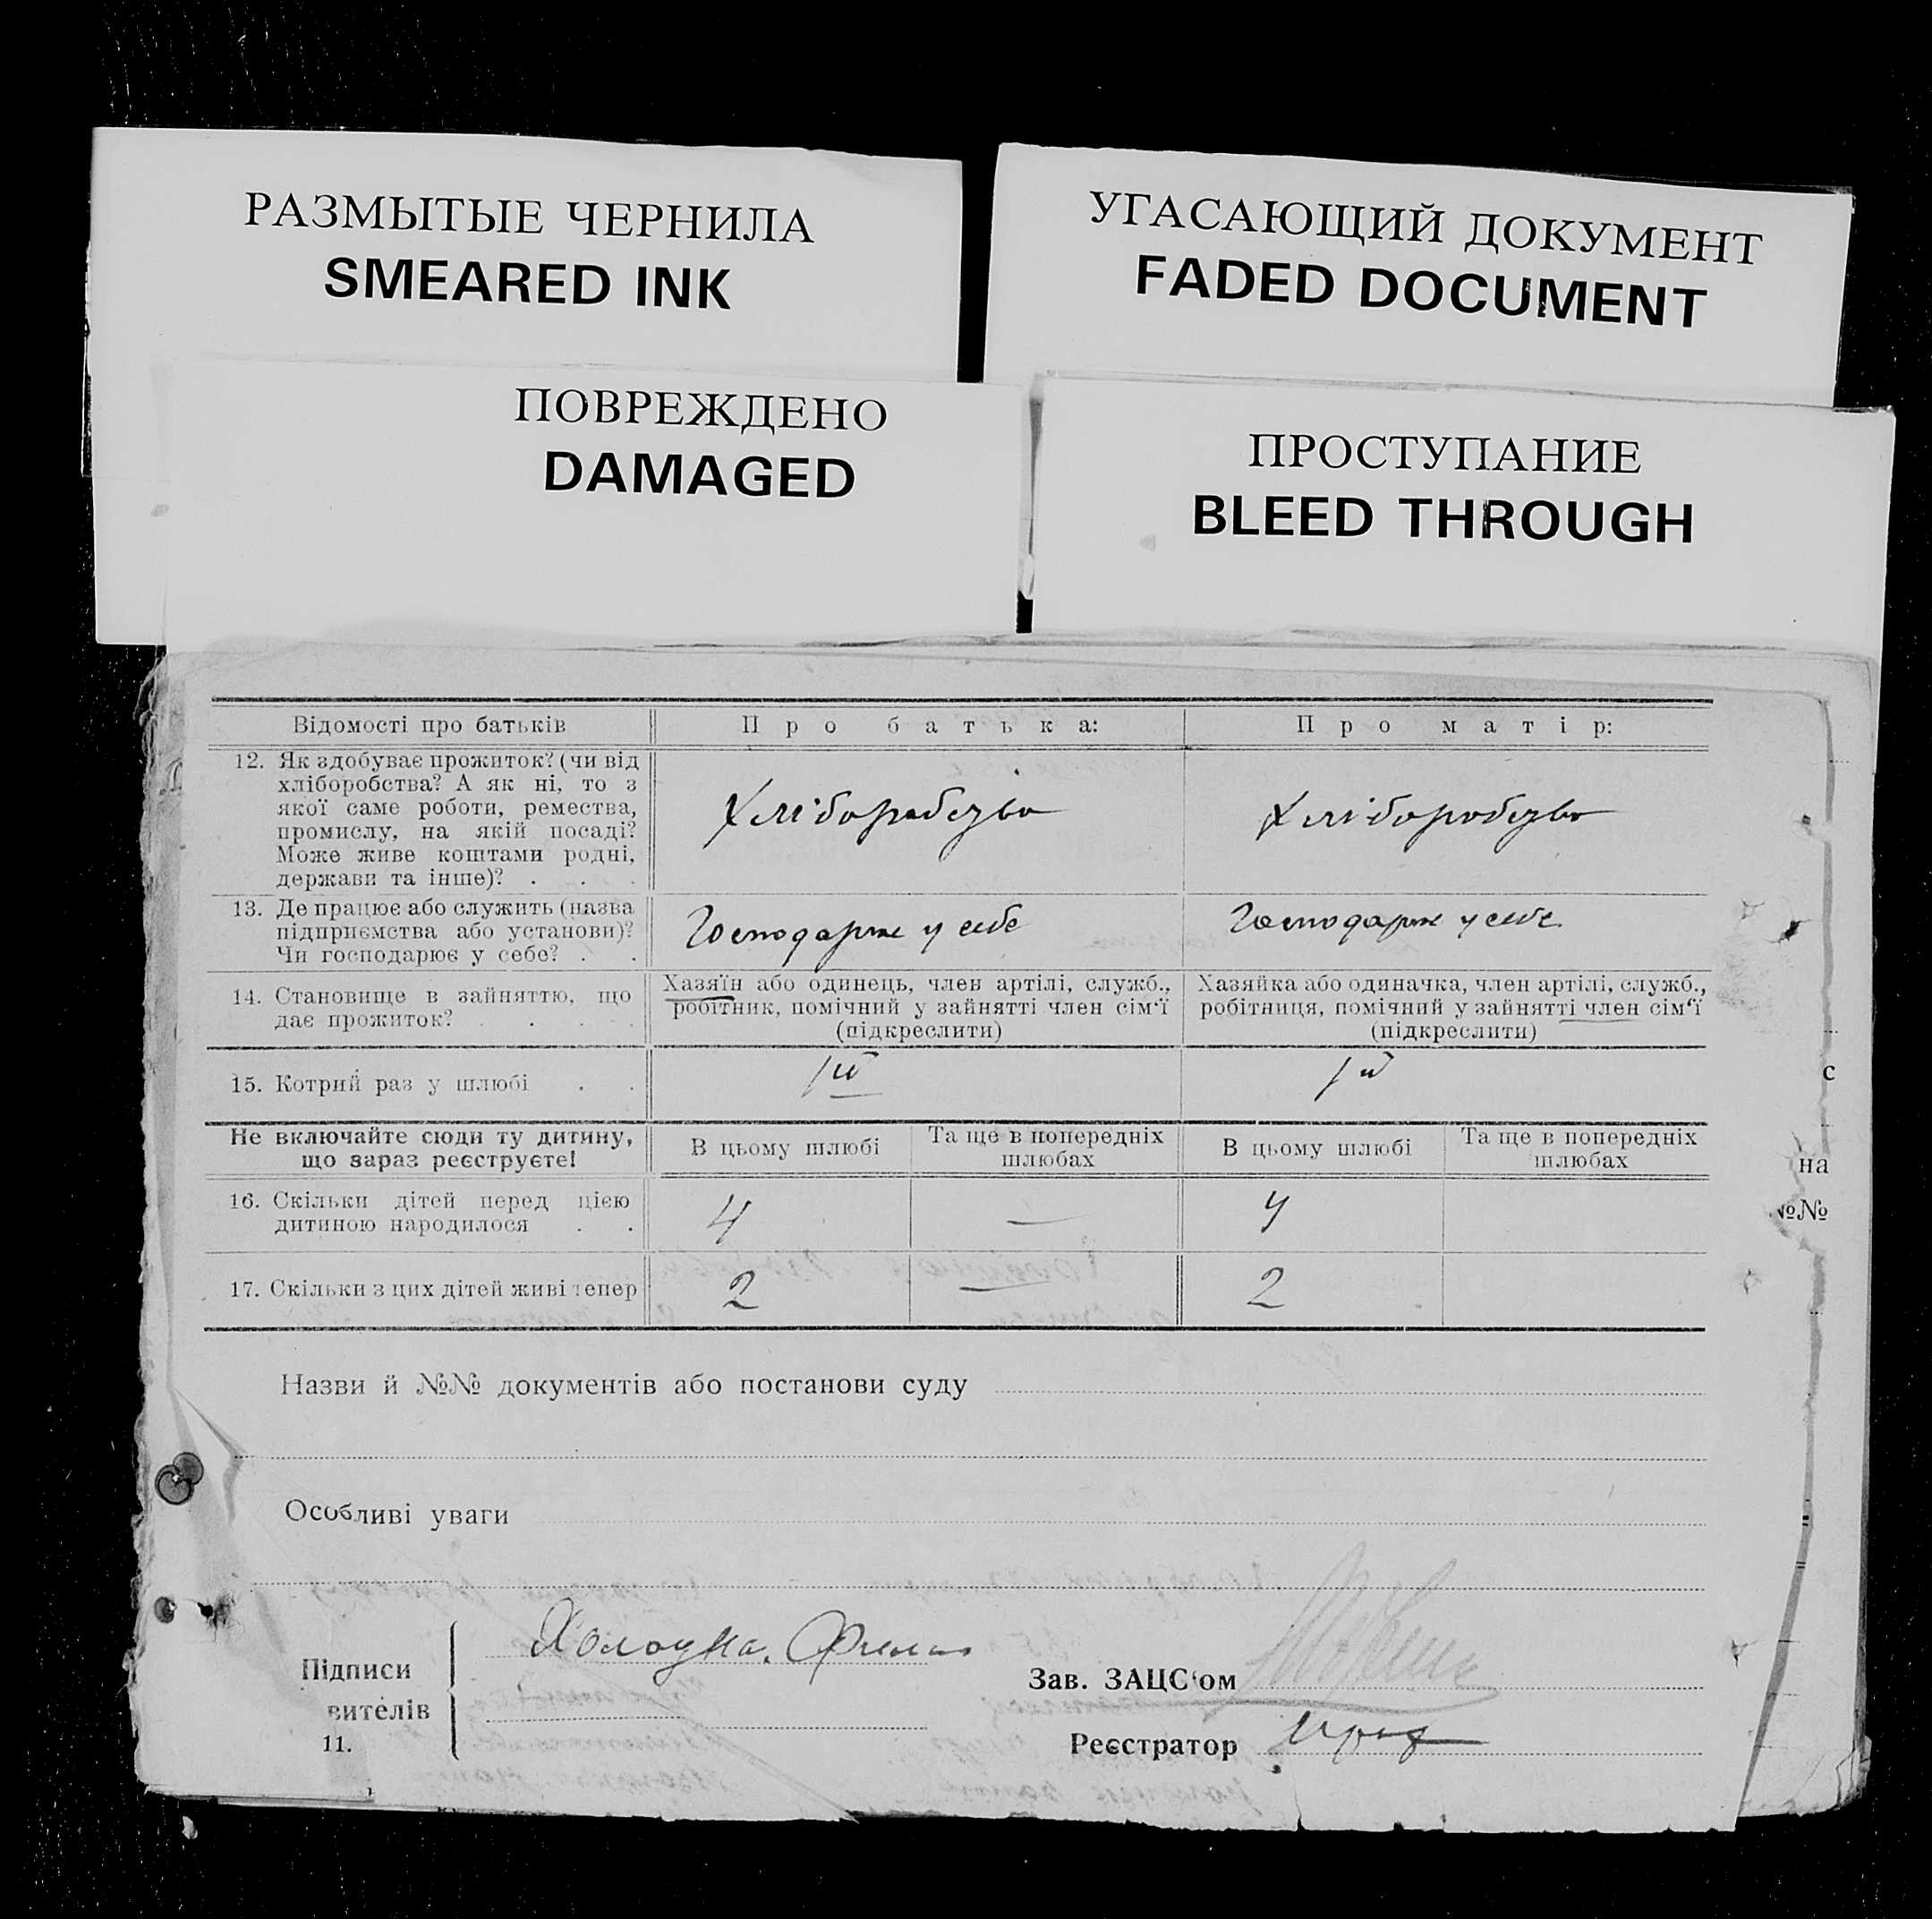 РАЗМЫТЫЕ ЧЕРНИЛА
SMEARED INK
УГАСАЮЩИЙ ДОКУМЕНТ
FADED DOCUMENT
ПОВРЕЖДЕНО
DAMAGED
ПРОСТУПАНИЕ
BLEED THROUGH
Відомості про батьків
Про батька:
Про матір:
12. Як здобуває прожиток? (чи від
хліборобства? А як ні, то з
якої саме роботи, ремества,
промислу, на якій посаді?
Може живе коштами родні,
держави та інше)? . . .
Хліборобство
Хліборобство
13. Де працює або служить (назва
підприємства або установи)?
Чи господарює у себе? . .
Господарює у себе
Господарює у себе
14. Становище в зайняттю, що
дає прожиток? . . . .
Хазяїн або одинець, член артілі, служб.,
робітник, помічний у зайнятті член сім‘ї
(підкреслити)
Хазяйка або одиначка, член артілі, служб.,
робітниця, помічний у зайнятті член сім‘ї
(підкреслити)
15. Котрий раз у шлюбі . .
1й
1й
с
Не включайте сюди ту дитину,
що зараз реєструєте!
В цьому шлюбі
Та ще в попередніх
шлюбах
В цьому шлюбі
Та ще в попередніх
шлюбах
на
16. Скільки дітей перед цією
дитиною народилося . .
4
—
4
№№
17. Скільки з цих дітей живі тепер
2
—
2
Назви й №№ документів або постанови суду
Особливі уваги
Підписи
вителів
11.
Зав. ЗАЦС‘ом
Реєстратор